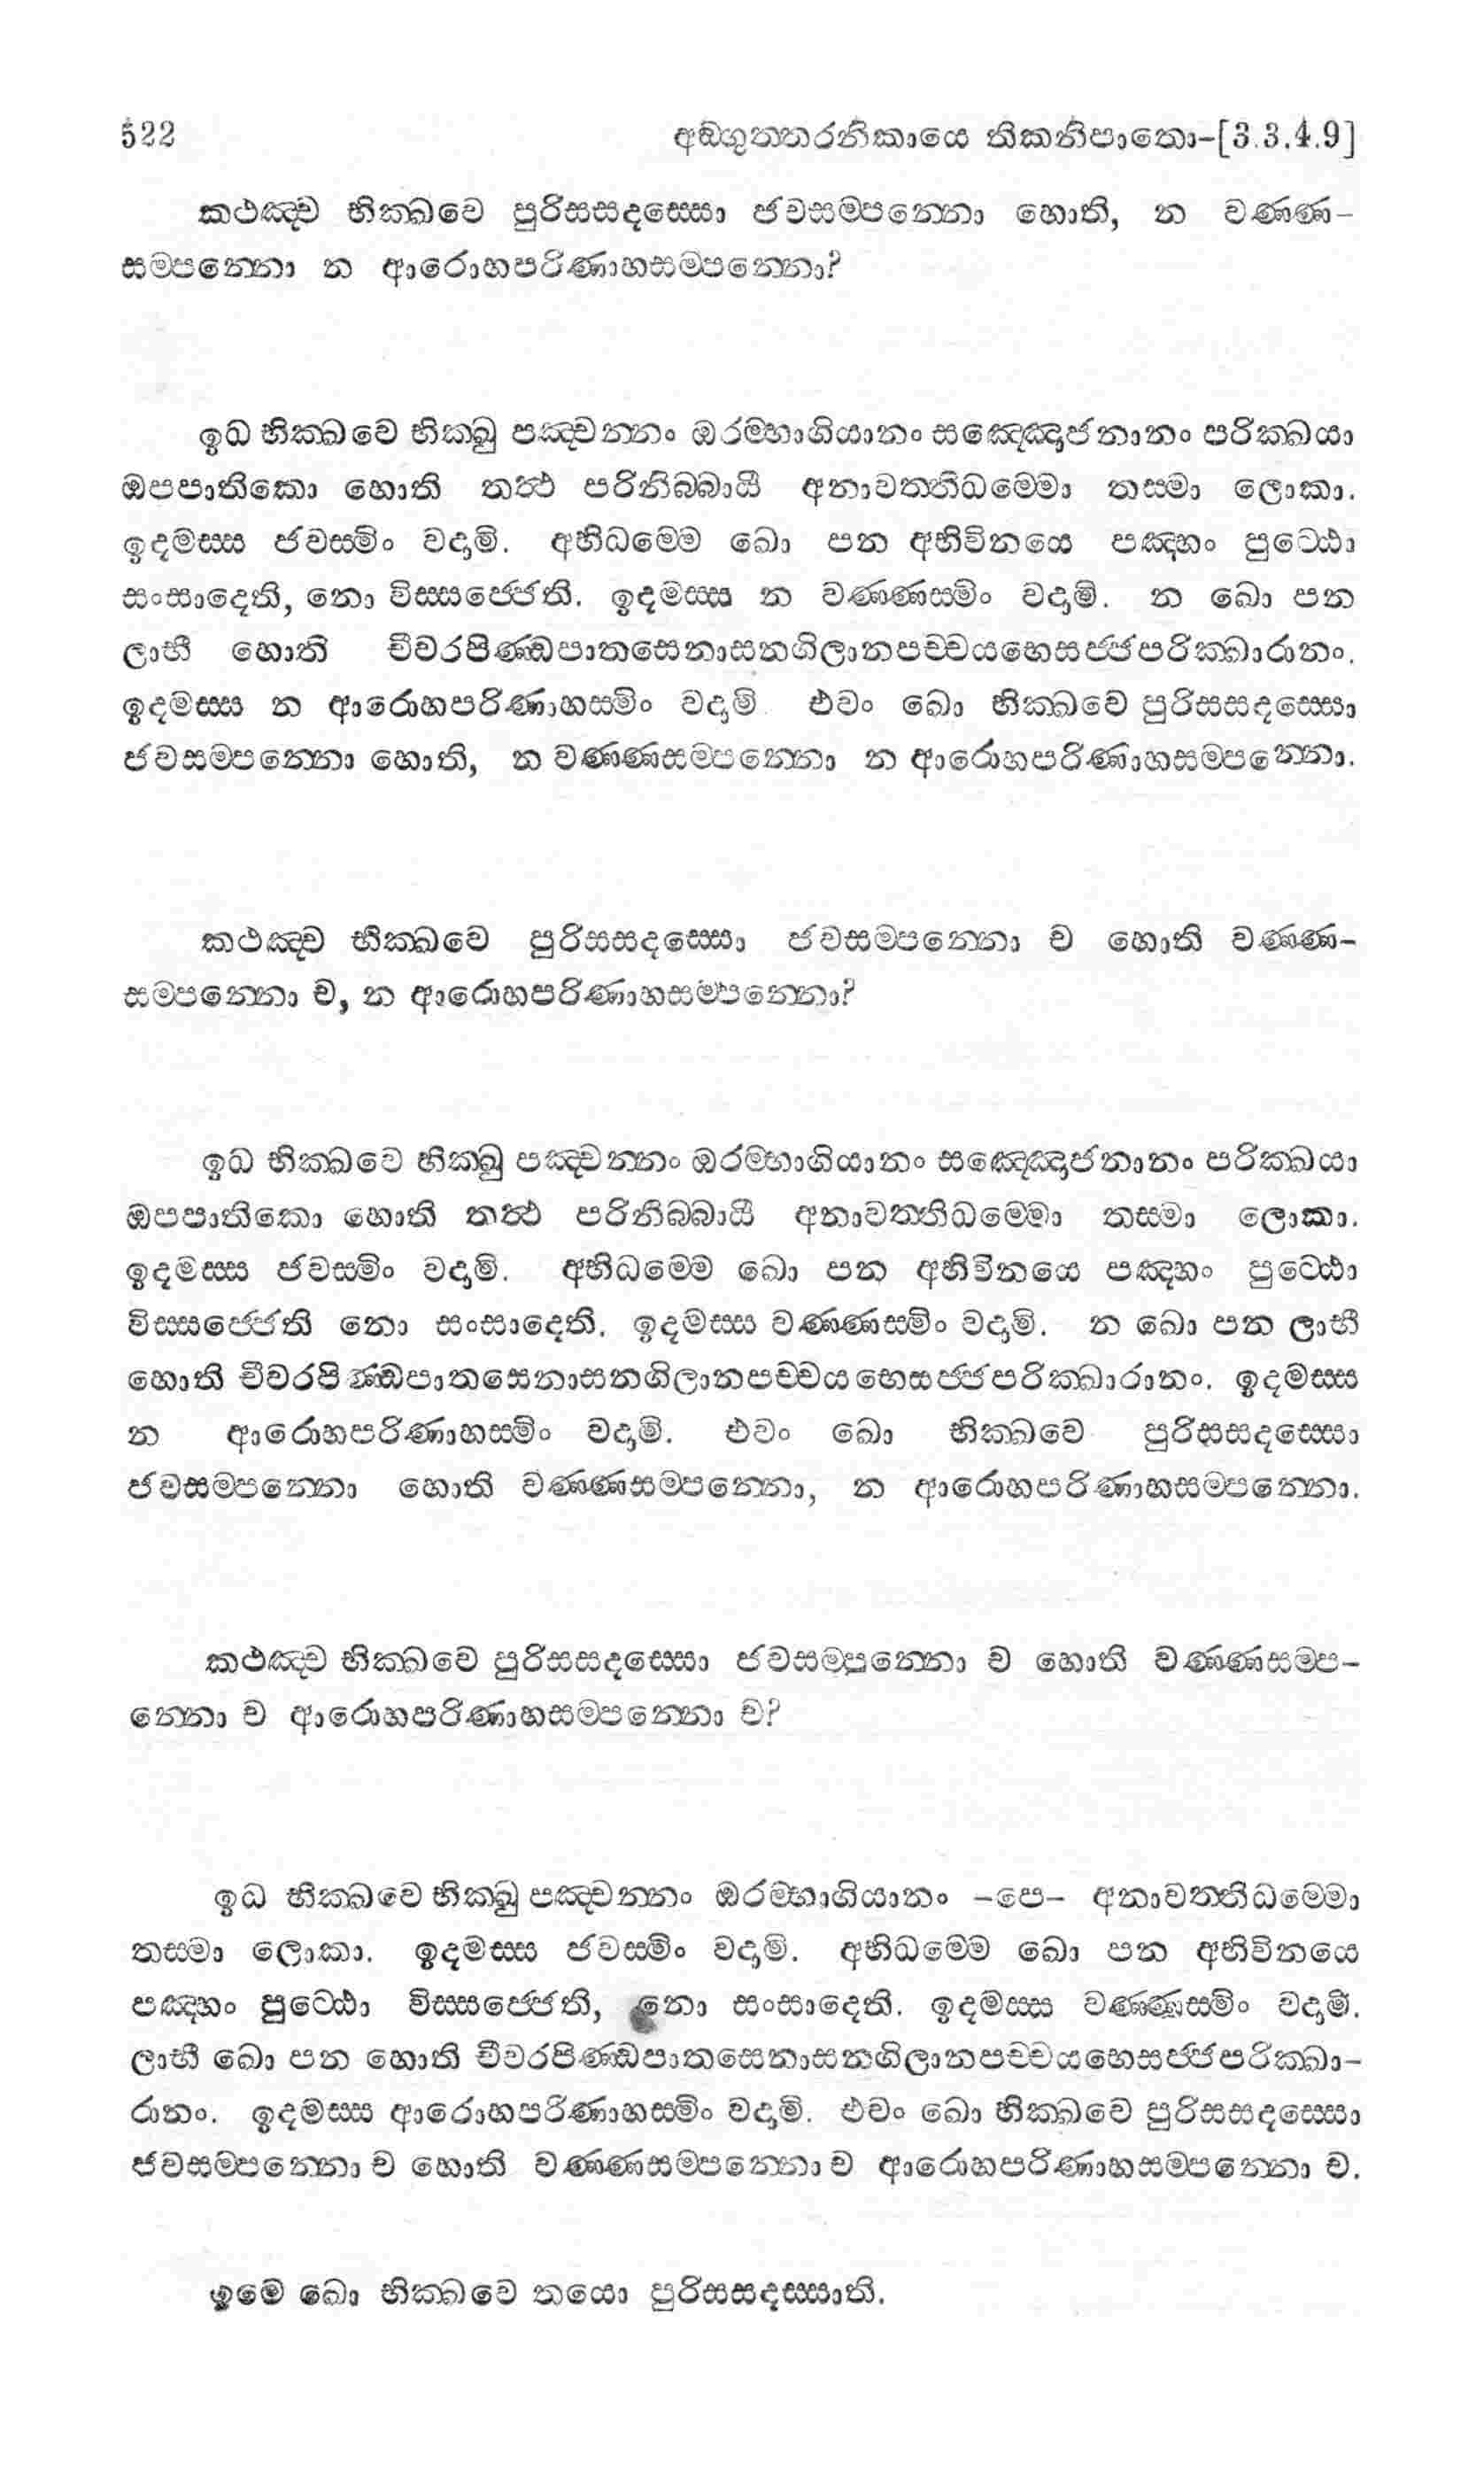 522 අඞගුත්තරනිකායෙ තිකනිපාතො-[3.3.4.9]
කථඤ්ච භික්ඛවෙ පුරිසසදස්සො ජවසම්පන්නො හොති, න වණ්ණ-
සම්පන්නො න ආරොහපරිණාහසම්පන්නො?
ඉධ භික්ඛවෙ භික්ඛු පඤ්චන්නං ඔරම්භාගියානං සඤ්ඤොජනානං පරික්ඛයා
ඔපපාතිකො හොති තත්ථ පරිනිබ්බායී අනාවත්තිධම්මො තස්මා ලොකා.
ඉදමස්ස ජවස්මිං වදාමි. අභිධම්මෙ ඛො පන අභිවිනයෙ පඤ්හං පුට්ඨො
සංසාදෙති, නො විස්සජ්ජෙති. ඉදමස්ස න වණ්ණස්මිං වදාමි. න ඛො පන
ලාභී හොති චීවරපිණ්ඩපාතසෙනාසනගිලානපච්චයභෙසජ්ජපරික්ඛාරානං.
ඉදමස්ස න ආරොහපරිණාහස්මිං වදාමි එවං ඛො භික්ඛවෙ පුරිසසදස්සො
ජවසම්පන්නො හොති, න වණ්ණසම්පන්නො න ආරොහපරිණාහසම්පන්නො.
කථඤ්ච භික්ඛවෙ පුරිසසදස්සො ජවසම්පන්නො ච හොති වණ්ණ-
සම්පන්නො ච, න ආරොහපරිණාහසම්පන්නො?
ඉධ භික්ඛවෙ භික්ඛු පඤ්චන්නං ඔරම්භාගියානං සඤ්ඤොජනානං පරික්ඛයා
ඔපපාතිකො හොති තත්ථ පරිනිබ්බායී අනාවත්තිධම්මො තස්මා ලොකා.
ඉදමස්ස ජවස්මිං වදාමි. අභිධම්මෙ ඛො පන අභිවිනයෙ පඤ්හං පුට්ඨො
විස්සජ්ජෙති නො සංසාදෙති. ඉදමස්ස වණ්ණස්මිං වදාමි. න ඛො පන ලාභී
හොති චීවරපිණ්ඩපාතසෙනාසනගිලානපච්චයභෙසජ්ජපරික්ඛාරානං. ඉදමස්ස
න ආරොහපරිණාහස්මිං වදාමි. එවං ඛො භික්ඛවෙ පුරිසසදස්සො
ජවසම්පන්නො හොති වණ්ණසම්පන්නො, න ආරොහපරිණාහසම්පන්නො.
කථඤ්ච භික්ඛවෙ පුරිසසදස්සො ජවසම්පන්නො ච හොති වණ්ණසම්ප-
න්නො ච ආරොහපරිණාහසම්පන්නො ච?
ඉධ භික්ඛවෙ භික්ඛු පඤ්චන්නං ඔරම්භාගියානං -පෙ- අනාවත්තිධම්මො
තස්මා ලොකා. ඉදමස්ස ජවස්මිං වදාමි. අභිධම්මෙ ඛො පන අභිවිනයෙ
පඤ්හං පුට්ඨො විස්සජ්ජෙති, නො සංසාදෙති. ඉදමස්ස වණ්ණස්මිං වදාමි.
ලාභී ඛො පන හොති චීවරපිණ්ඩපාතසෙනාසනගිලානපච්චයභෙසජ්ජපරික්ඛා-
රානං. ඉදමස්ස ආරොහපරිණාහස්මිං වදාමි. එවං ඛො භික්ඛවෙ පුරිසසදස්සො
ජවසම්පන්නො ච හොති වණ්ණසම්පන්නො ච ආරොහපරිණාහසම්පන්නො ච.
ඉමෙ ඛො භික්ඛවෙ තයො පුරිසසදස්සාති.